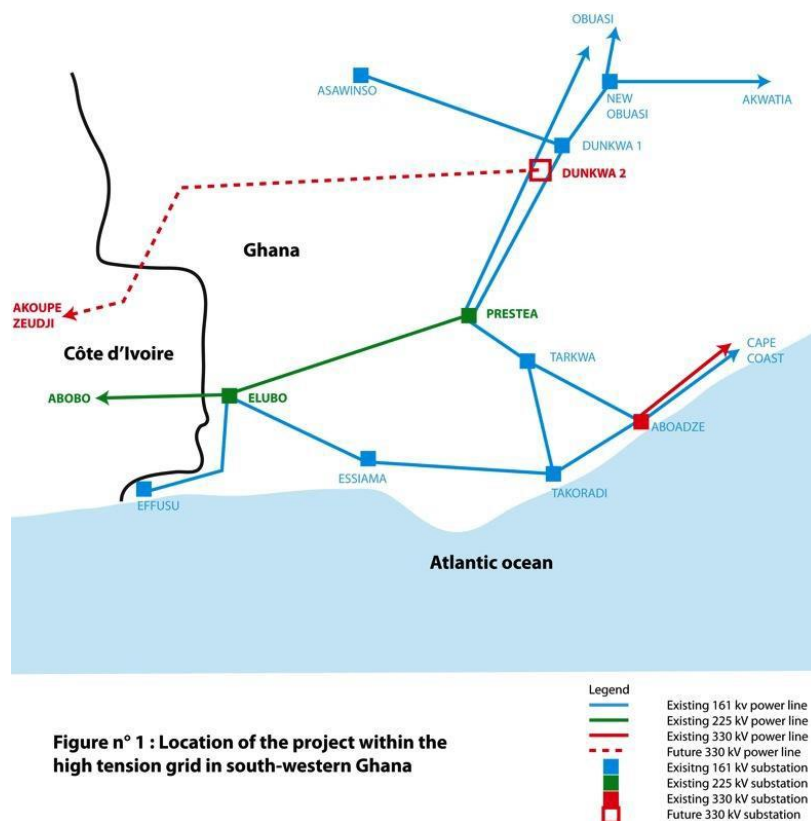 OBUASI
ASAWINSO
NEW
OBUASI
AKWATIA
DUNKWA 1
DUNKWA 2
Ghana
AKOUPE
ZEUDJI
PRESTEA
Côte d'Ivoire
TARKWA
CAPE
COAST
ABOBO
ELUBO
ABOADZE
ESSIAMA
TAKORADI
EFFUSU
Atlantic ocean
Legend
Existing 161 kv power line
Existing 225 kV power line
Existing 330 kV power line
Future 330 kV power line
Exisitng 161 kV substation
Existing 225 kV substation
Existing 330 kV substation
Future 330 kV substation
Figure n° 1 : Location of the project within the
high tension grid in south-western Ghana